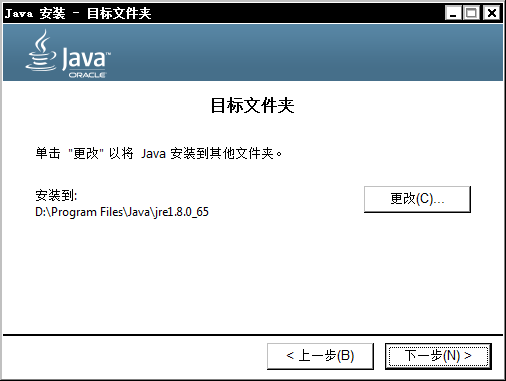 Java 安装 - 目标文件夹
Java™
ORACLE
目标文件夹
单击 "更改" 以将 Java 安装到其他文件夹。
安装到:
D:\Program Files\Java\jre1.8.0_65
更改(C)...
< 上一步(B)
下一步(N) >